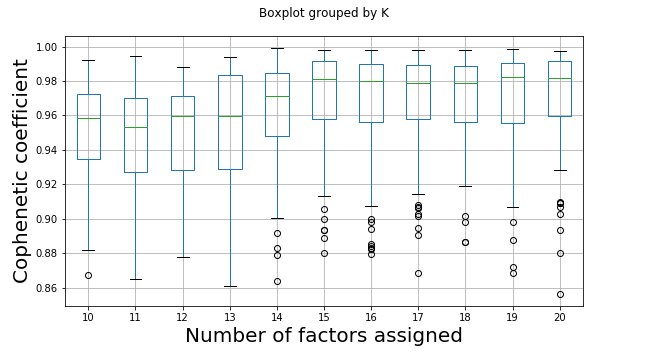 Boxplot grouped by K
Cophenetic coefficient
1.00
0.98
0.96
0.94
0.92
0.90
0.88
0.86
10 11 12 13 14 15 16 17 18 19 20
Number of factors assigned